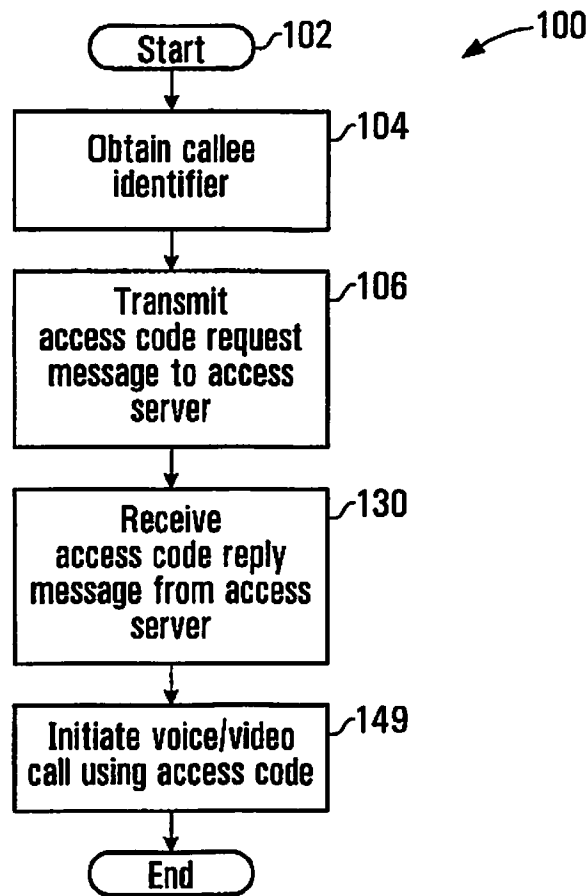 Start
102
100
Obtain callee
identifier
104
Transmit
access code request
message to access
server
106
Receive
access code reply
message from access
server
130
Initiate voice/video
call using access code
149
End